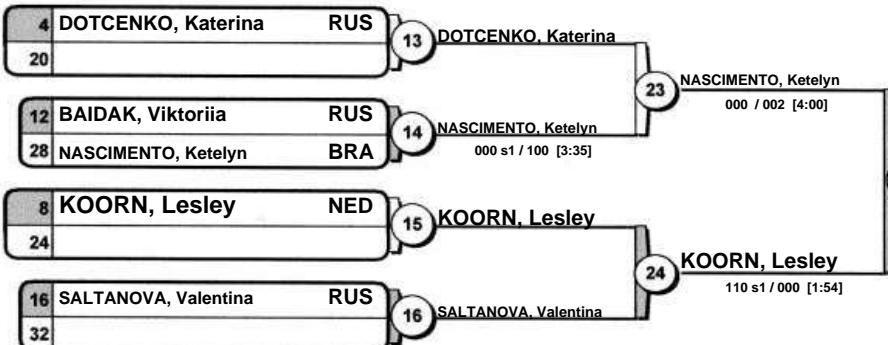 4 DOTCENKO, Katerina RUS
20
13 DOTCENKO, Katerina
12 BAIDAK, Viktoriia RUS
28 NASCIMENTO, Ketelyn BRA
14 NASCIMENTO, Ketelyn
000 s1 / 100 [3:35]
23 NASCIMENTO, Ketelyn
000 / 002 [4:00]
8 KOORN, Lesley NED
24
15 KOORN, Lesley
16 SALTANOVA, Valentina RUS
32
16 SALTANOVA, Valentina
24 KOORN, Lesley
110 s1 / 000 [1:54]